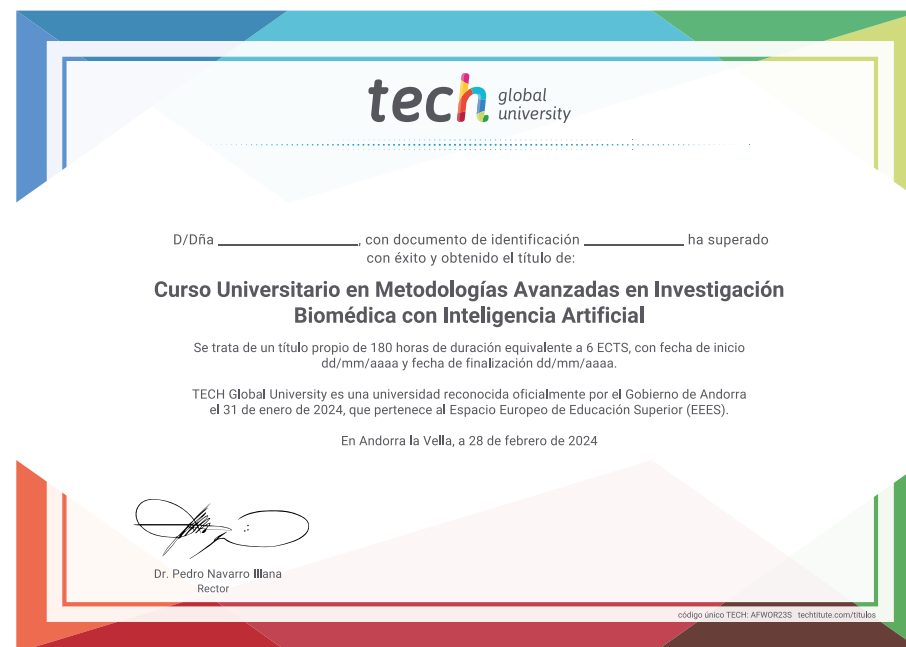 tech global university
D/Dña ____________________, con documento de identificación ______________ ha superado
con éxito y obtenido el título de:
Curso Universitario en Metodologías Avanzadas en Investigación
Biomédica con Inteligencia Artificial
Se trata de un título propio de 180 horas de duración equivalente a 6 ECTS, con fecha de inicio
dd/mm/aaaa y fecha de finalización dd/mm/aaaa.
TECH Global University es una universidad reconocida oficialmente por el Gobierno de Andorra
el 31 de enero de 2024, que pertenece al Espacio Europeo de Educación Superior (EEES).
En Andorra la Vella, a 28 de febrero de 2024
Dr. Pedro Navarro Illana
Rector
código único TECH: AFWOR23S techtitute.com/titulos